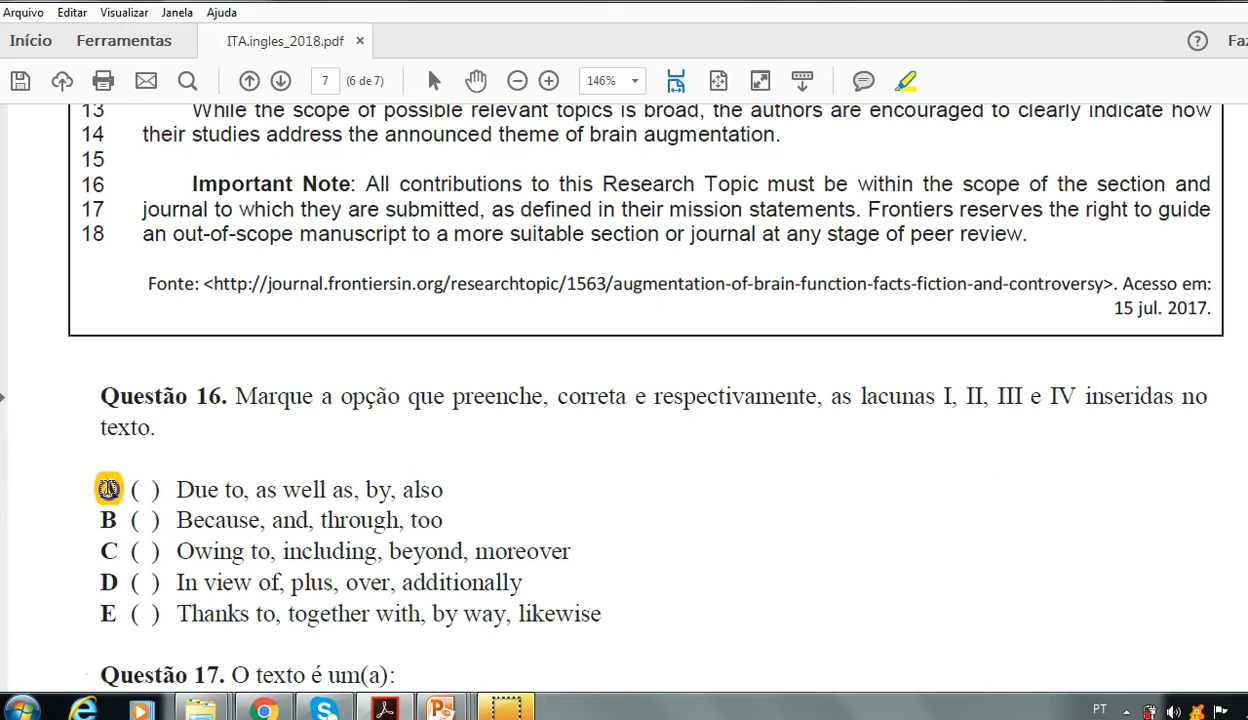 Arquivo Editar Visualizar Janela Ajuda
Início Ferramentas ITA.ingles_2018.pdf × ? Faz
7 (6 de 7) 146%
13 While the scope of possible relevant topics is broad, the authors are encouraged to clearly indicate how
14 their studies address the announced theme of brain augmentation.
15
16 Important Note: All contributions to this Research Topic must be within the scope of the section and
17 journal to which they are submitted, as defined in their mission statements. Frontiers reserves the right to guide
18 an out-of-scope manuscript to a more suitable section or journal at any stage of peer review.
Fonte: <http://journal.frontiersin.org/researchtopic/1563/augmentation-of-brain-function-facts-fiction-and-controversy>. Acesso em:
15 jul. 2017.
Questão 16. Marque a opção que preenche, correta e respectivamente, as lacunas I, II, III e IV inseridas no
texto.
( ) Due to, as well as, by, also
B ( ) Because, and, through, too
C ( ) Owing to, including, beyond, moreover
D ( ) In view of, plus, over, additionally
E ( ) Thanks to, together with, by way, likewise
Questão 17. O texto é um(a):
PT